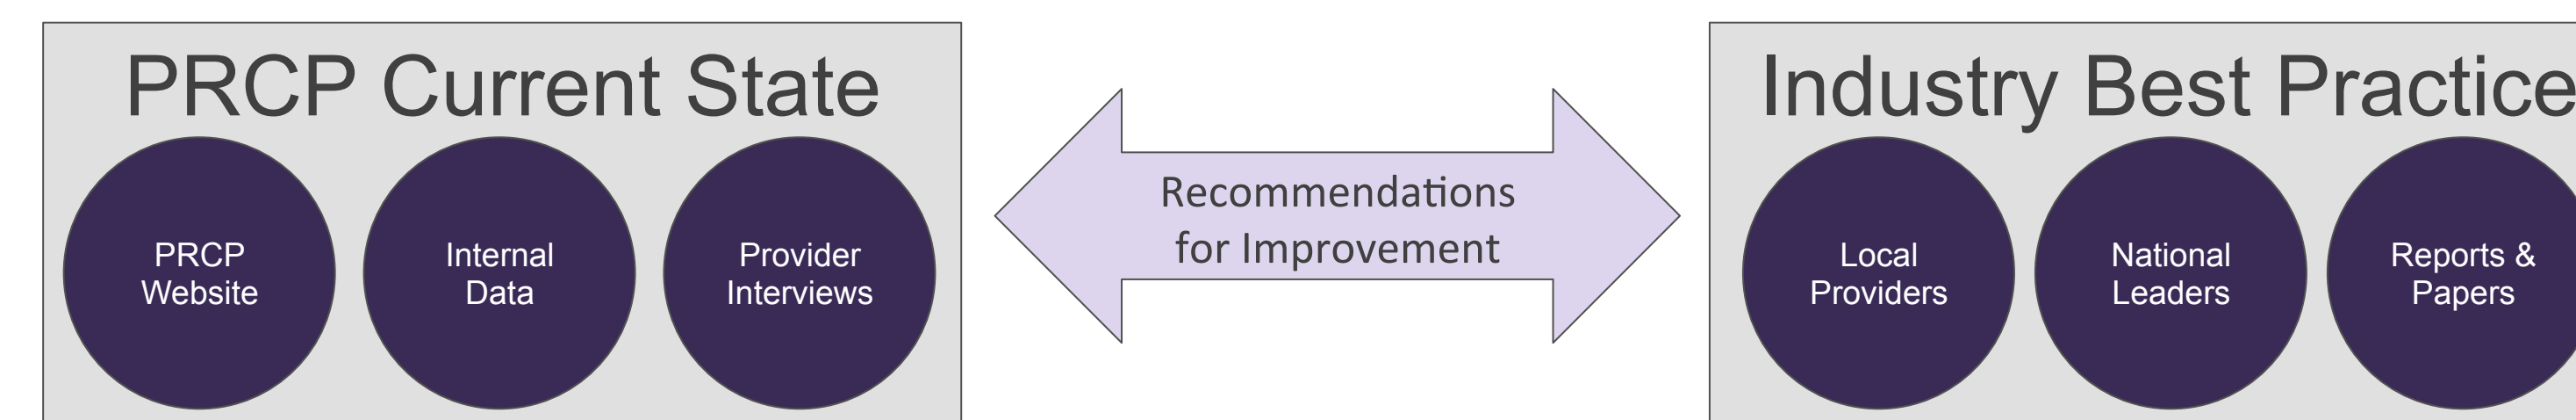 PRCP Current State
PRCP
Website
Internal
Data
Provider
Interviews
Recommendations
for Improvement
Industry Best Practice
Local
Providers
National
Leaders
Reports &
Papers